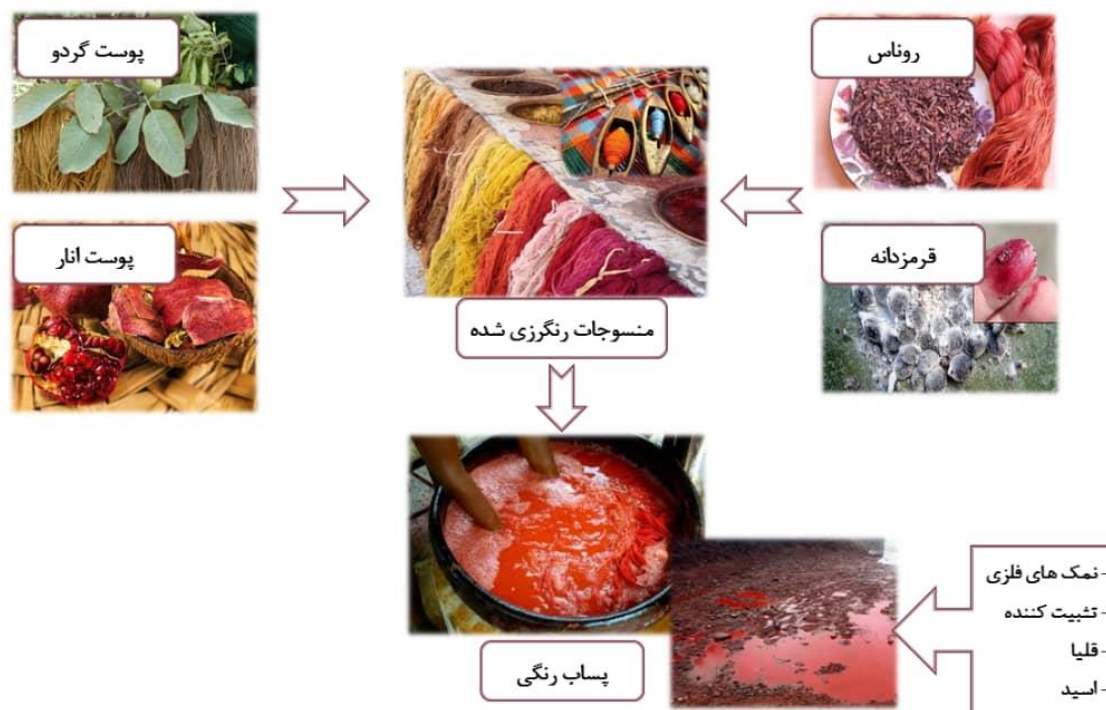 پوست گردو
روناس
پوست انار
قرمزدانه
منسوجات رنگرزی شده
پساب رنگی
-نمک های فلزی
-تثبیت کننده
-قلیا
-اسید